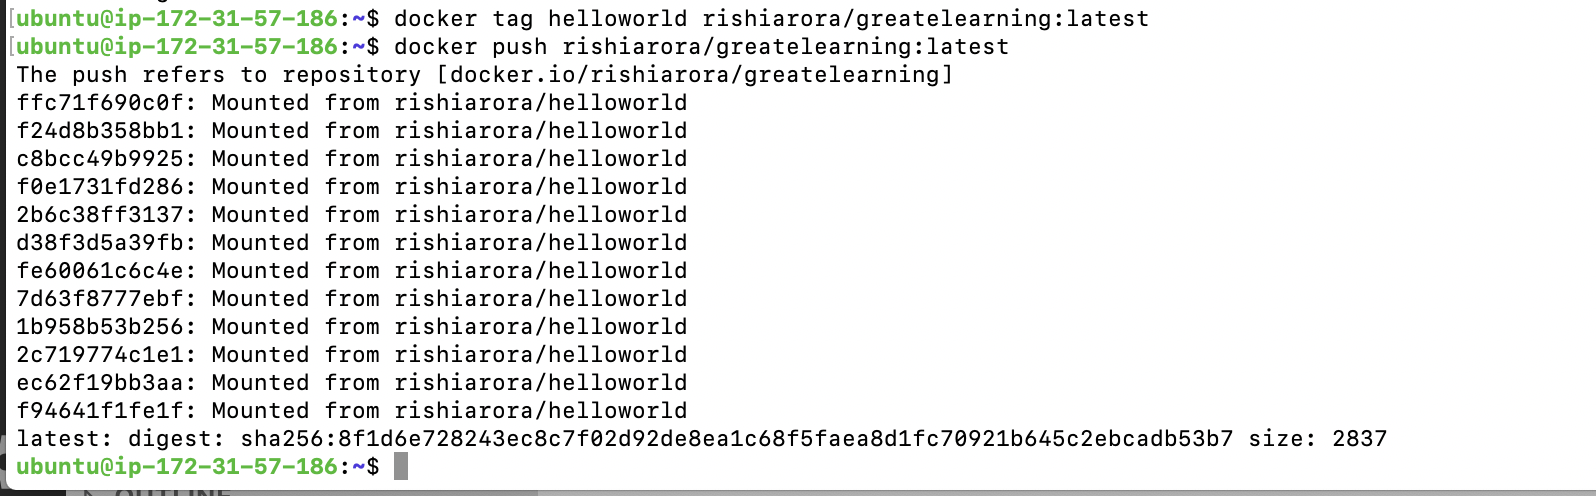 [ubuntu@ip-172-31-57-186:~$ docker tag helloworld rishiarora/greatelearning:latest
[ubuntu@ip-172-31-57-186:~$ docker push rishiarora/greatelearning:latest
The push refers to repository [docker.io/rishiarora/greatelearning]
ffc71f690c0f: Mounted from rishiarora/helloworld
f24d8b358bb1: Mounted from rishiarora/helloworld
c8bcc49b9925: Mounted from rishiarora/helloworld
f0e1731fd286: Mounted from rishiarora/helloworld
2b6c38ff3137: Mounted from rishiarora/helloworld
d38f3d5a39fb: Mounted from rishiarora/helloworld
fe60061c6c4e: Mounted from rishiarora/helloworld
7d63f8777ebf: Mounted from rishiarora/helloworld
1b958b53b256: Mounted from rishiarora/helloworld
2c719774c1e1: Mounted from rishiarora/helloworld
ec62f19bb3aa: Mounted from rishiarora/helloworld
f94641f1fe1f: Mounted from rishiarora/helloworld
latest: digest: sha256:8f1d6e728243ec8c7f02d92de8ea1c68f5faea8d1fc70921b645c2ebcadb53b7 size: 2837
ubuntu@ip-172-31-57-186:~$
OUTLINE